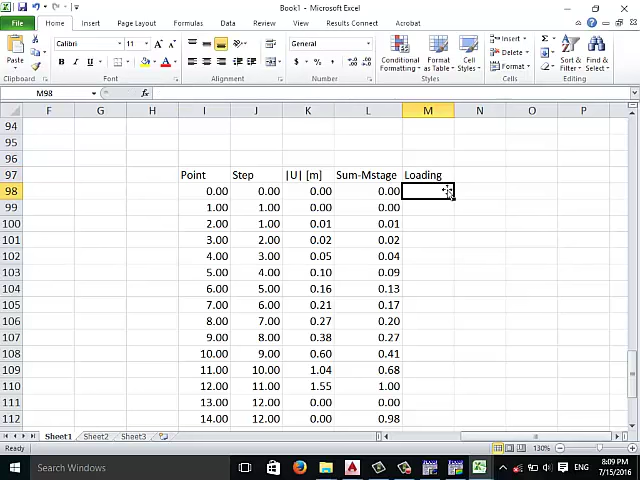 Book1 - Microsoft Excel
File Home Insert Page Layout Formulas Data Review View Results Connect Acrobat
Calibri 11 General Insert
Paste Conditional Formatting Format as Table Cell Styles Delete Sort & Filter Find & Select
Format
Clipboard Font Alignment Number Styles Cells Editing
M98 fx
F G H I J K L M N O P
94
95
96
97 Point Step |U| [m] Sum-Mstage Loading
98 0.00 0.00 0.00 0.00
99 1.00 1.00 0.00 0.00
100 2.00 1.00 0.01 0.01
101 3.00 2.00 0.02 0.02
102 4.00 3.00 0.05 0.04
103 5.00 4.00 0.10 0.09
104 6.00 5.00 0.16 0.13
105 7.00 6.00 0.21 0.17
106 8.00 7.00 0.27 0.20
107 9.00 8.00 0.38 0.27
108 10.00 9.00 0.60 0.41
109 11.00 10.00 1.04 0.68
110 12.00 11.00 1.55 1.00
111 13.00 12.00 0.00 0.00
112 14.00 12.00 0.00 0.98
Sheet1 Sheet2 Sheet3
Ready 130%
Search Windows ENG 8:09 PM
7/15/2016